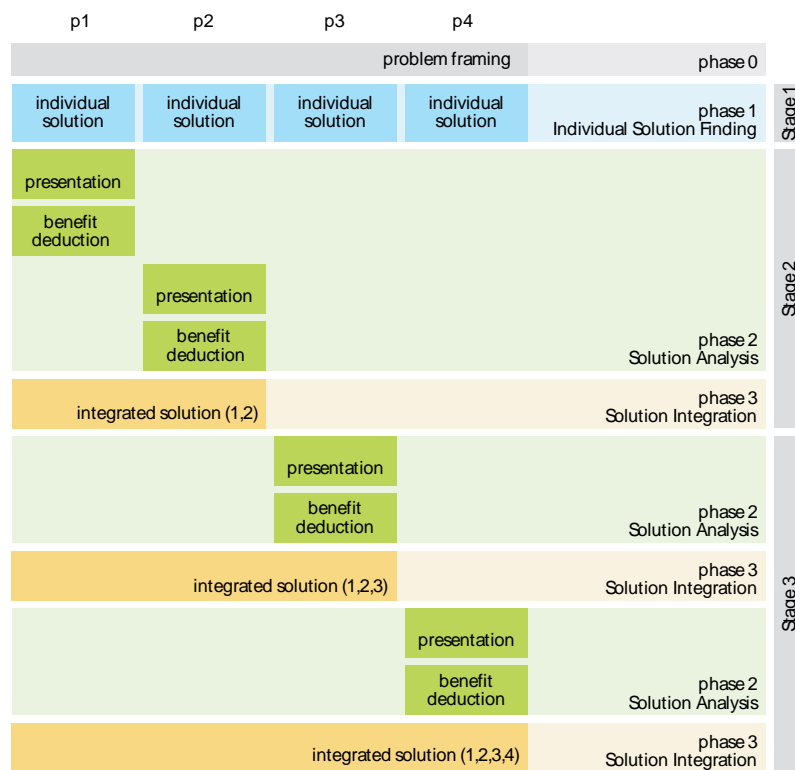 p1 p2 p3 p4
problem framing phase 0
individual solution individual solution individual solution individual solution
phase 1
Individual Solution Finding
Stage 1
presentation
benefit
deduction
presentation
benefit
deduction
phase 2
Solution Analysis
integrated solution (1,2)
phase 3
Solution Integration
Stage 2
presentation
benefit
deduction
phase 2
Solution Analysis
integrated solution (1,2,3)
phase 3
Solution Integration
presentation
benefit
deduction
phase 2
Solution Analysis
integrated solution (1,2,3,4)
phase 3
Solution Integration
Stage 3